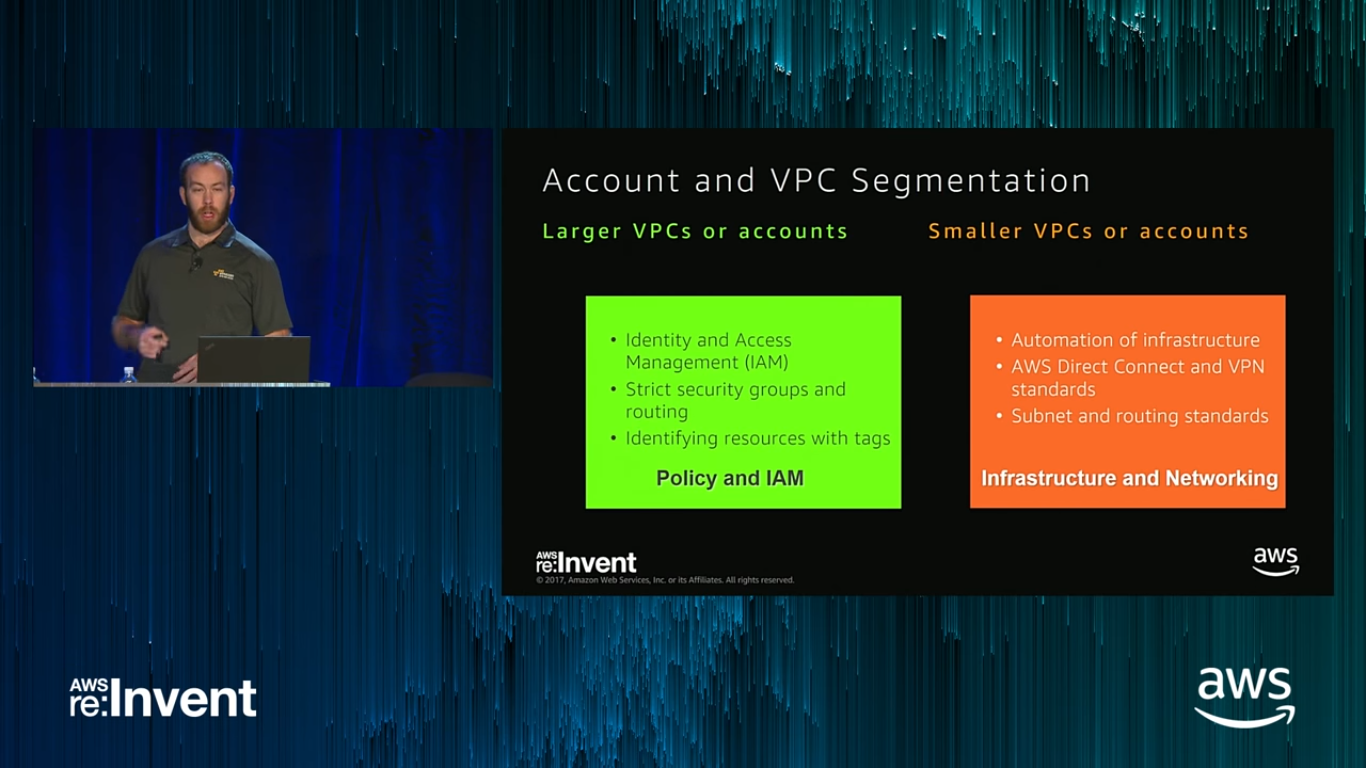 Account and VPC Segmentation
Larger VPCs or accounts
Smaller VPCs or accounts
• Identity and Access
Management (IAM)
• Strict security groups and
routing
• Identifying resources with tags
Policy and IAM
• Automation of infrastructure
• AWS Direct Connect and VPN
standards
• Subnet and routing standards
Infrastructure and Networking
AWS
re:Invent
© 2017, Amazon Web Services, Inc. or its Affiliates. All rights reserved.
aws
AWS
re:Invent
aws